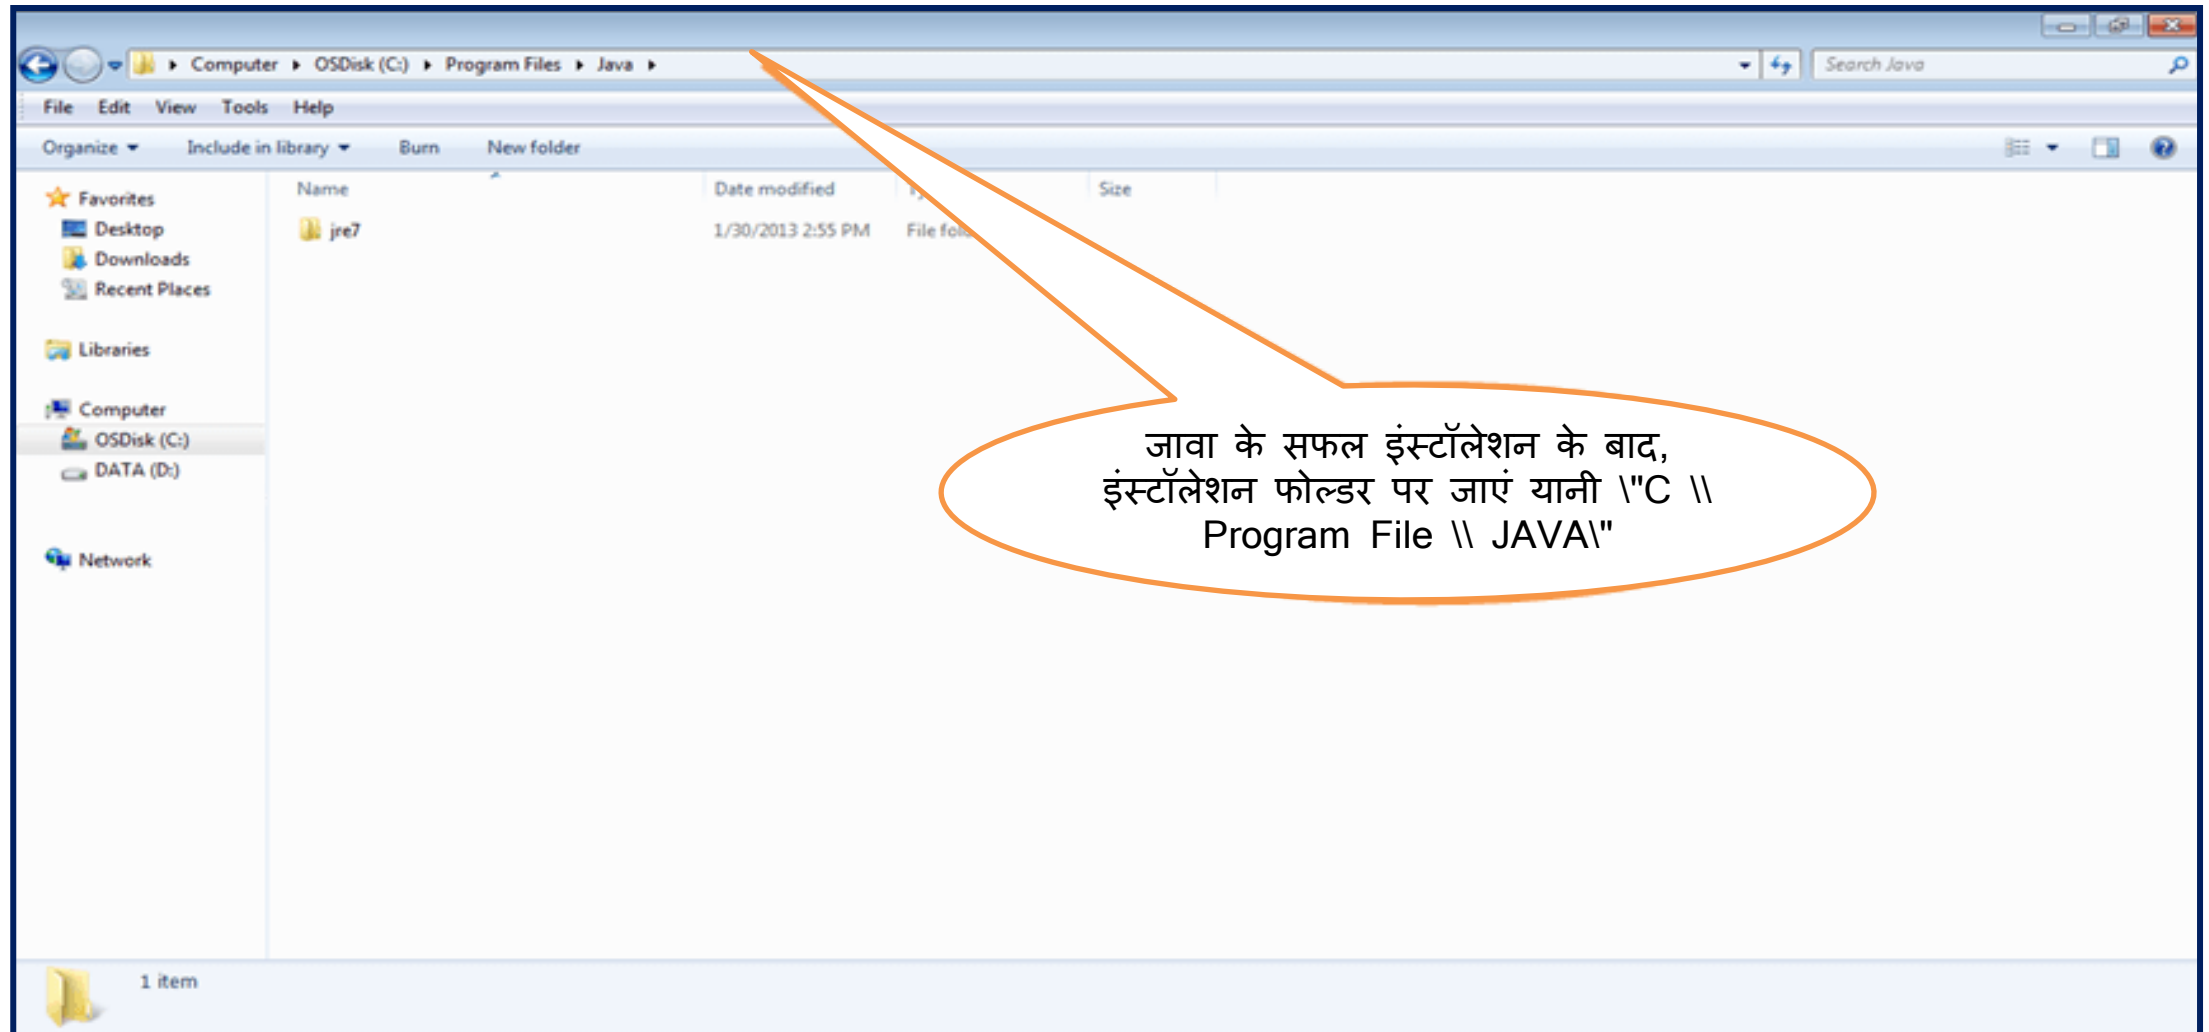 Computer ▸ OSDisk (C:) ▸ Program Files ▸ Java ▸
Search Java
File Edit View Tools Help
Organize Include in library Burn New folder
Name Date modified Size
Favorites
Desktop
Downloads
Recent Places
Libraries
Computer
OSDisk (C:)
DATA (D:)
Network
jre7 1/30/2013 2:55 PM File
जावा के सफल इंस्टॉलेशन के बाद,
इंस्टॉलेशन फोल्डर पर जाएं यानी \"C \\
Program File \\ JAVA\"
1 item